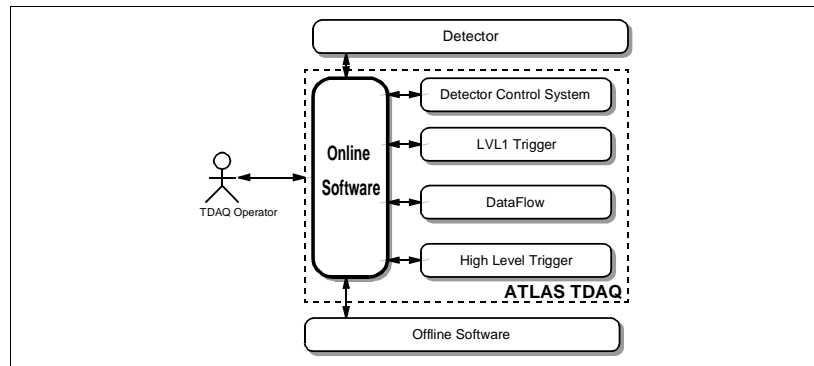 Detector
Detector Control System
LVL1 Trigger
Online
Software
TDAQ Operator
DataFlow
High Level Trigger
ATLAS TDAQ
Offline Software